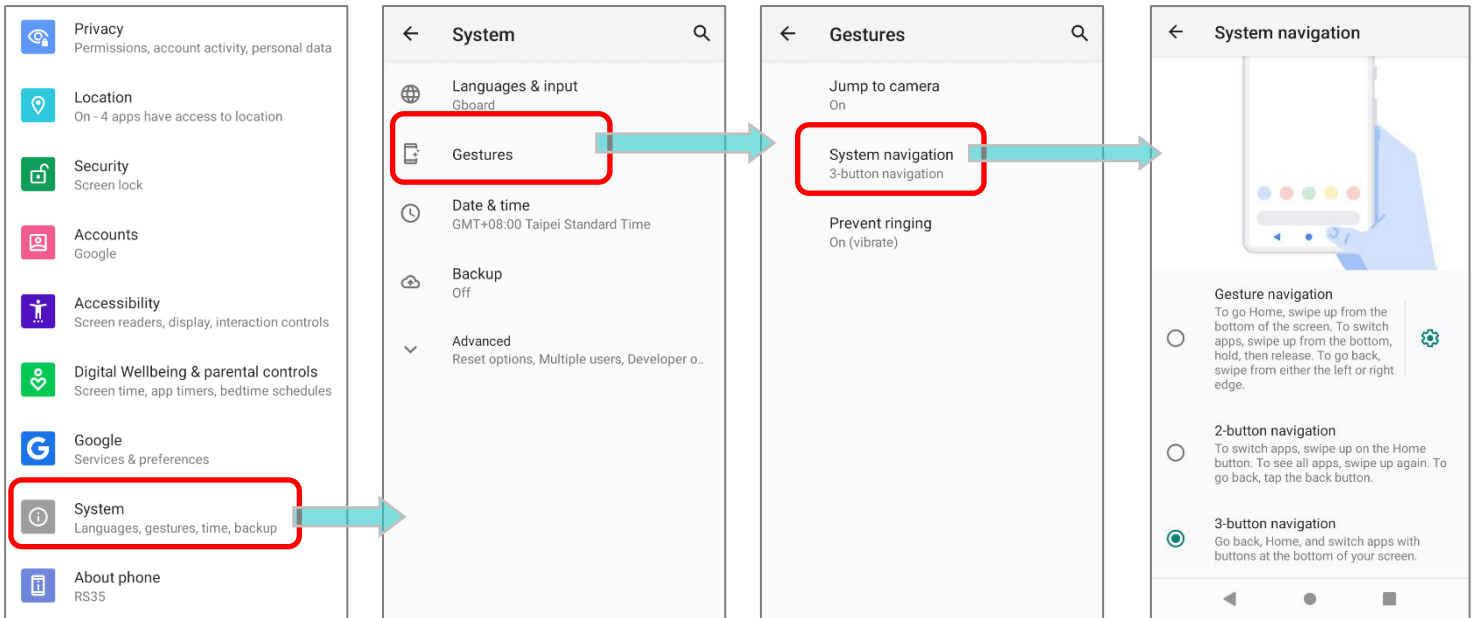 Privacy
Permissions, account activity, personal data
Location
On - 4 apps have access to location
Security
Screen lock
Accounts
Google
Accessibility
Screen readers, display, interaction controls
Digital Wellbeing & parental controls
Screen time, app timers, bedtime schedules
Google
Services & preferences
System
Languages, gestures, time, backup
About phone
RS35
System
Languages & input
Gboard
Gestures
Date & time
GMT+08:00 Taipei Standard Time
Backup
Off
Advanced
Reset options, Multiple users, Developer o..
Gestures
Jump to camera
On
System navigation
3-button navigation
Prevent ringing
On (vibrate)
System navigation
Gesture navigation
To go Home, swipe up from the
bottom of the screen. To switch
apps, swipe up from the bottom,
hold, then release. To go back,
swipe from either the left or right
edge.
2-button navigation
To switch apps, swipe up on the Home
button. To see all apps, swipe up again. To
go back, tap the back button.
3-button navigation
Go back, Home, and switch apps with
buttons at the bottom of your screen.